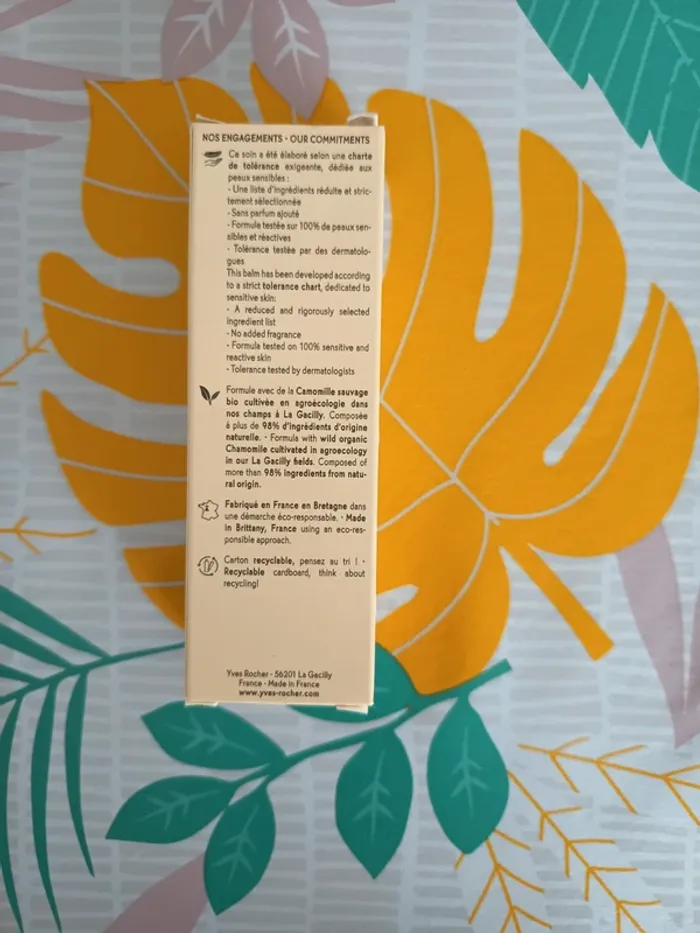 NOS ENGAGEMENTS • OUR COMMITMENTS
Ce soin a été élaboré selon une charte
de tolérance exigeante, dédiée aux
peaux sensibles :
- Une liste d'ingrédients réduite et stric-
tement sélectionnée
- Sans parfum ajouté
- Formule testée sur 100% de peaux sen-
sibles et réactives
- Tolérance testée par des dermatolo-
gues
This balm has been developed according
to a strict tolerance chart, dedicated to
sensitive skin:
- A reduced and rigorously selected
ingredient list
- No added fragrance
- Formula tested on 100% sensitive and
reactive skin
- Tolerance tested by dermatologists
Formule avec de la Camomille sauvage
bio cultivée en agroécologie dans
nos champs à La Gacilly. Composée
à plus de 98% d'ingrédients d'origine
naturelle. • Formula with wild organic
Chamomile cultivated in agroecology
in our La Gacilly fields. Composed of
more than 98% ingredients from natu-
ral origin.
Fabriqué en France en Bretagne dans
une démarche éco-responsable. • Made
in Brittany, France using an eco-res-
ponsible approach.
Carton recyclable, pensez au tri ! •
Recyclable cardboard, think about
recycling!
Yves Rocher - 56201 La Gacilly
France - Made in France
www.yves-rocher.com